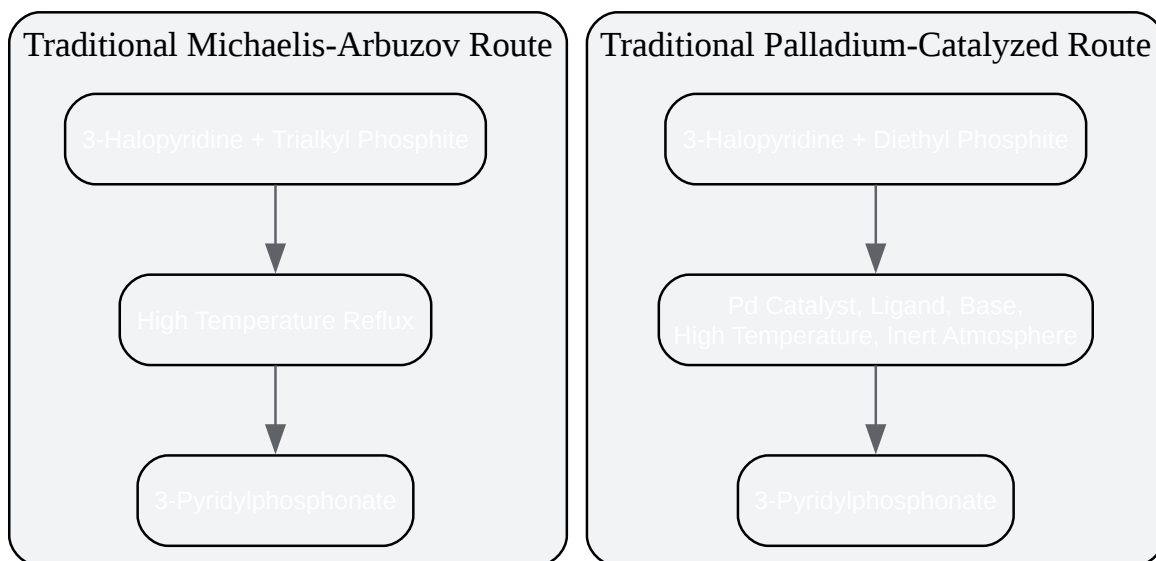 Traditional Michaelis-Arbuzov Route
3-Halopyridine + Trialkyl Phosphite
High Temperature Reflux
3-Pyridylphosphonate
Traditional Palladium-Catalyzed Route
3-Halopyridine + Diethyl Phosphite
Pd Catalyst, Ligand, Base,
High Temperature, Inert Atmosphere
3-Pyridylphosphonate